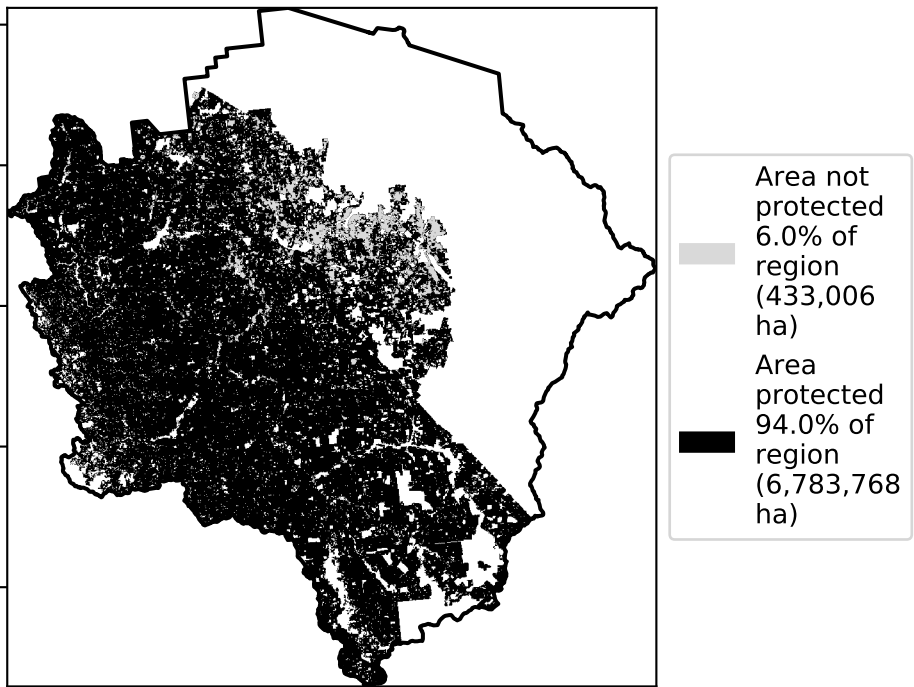 Area not
protected
6.0% of
region
(433,006
ha)
Area
protected
94.0% of
region
(6,783,768
ha)